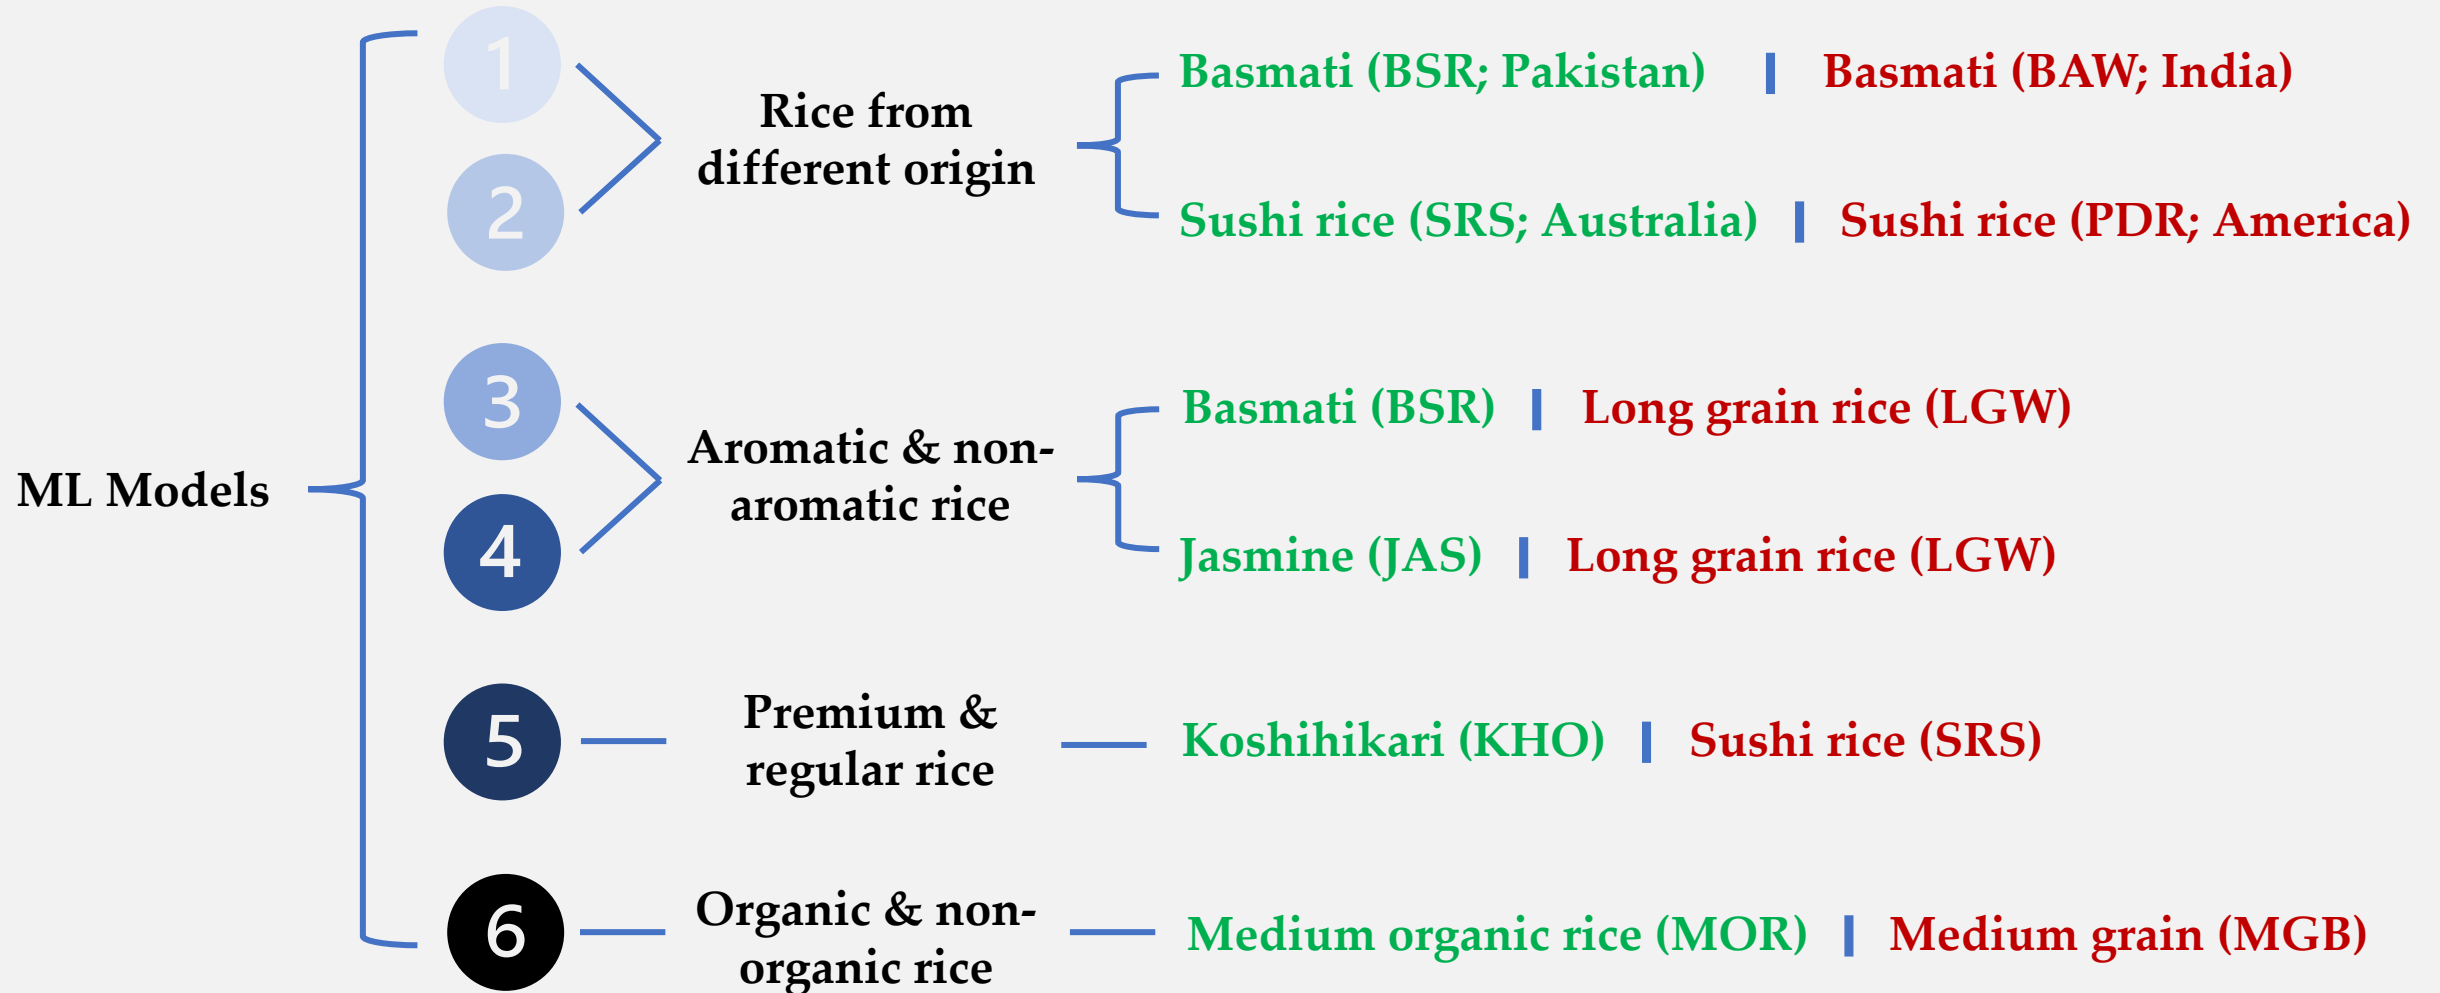 ML Models
1
2
Rice from
different origin
Basmati (BSR; Pakistan) | Basmati (BAW; India)
Sushi rice (SRS; Australia) | Sushi rice (PDR; America)
3
4
Aromatic & non-
aromatic rice
Basmati (BSR) | Long grain rice (LGW)
Jasmine (JAS) | Long grain rice (LGW)
5
Premium &
regular rice
Koshihikari (KHO) | Sushi rice (SRS)
6
Organic & non-
organic rice
Medium organic rice (MOR) | Medium grain (MGB)